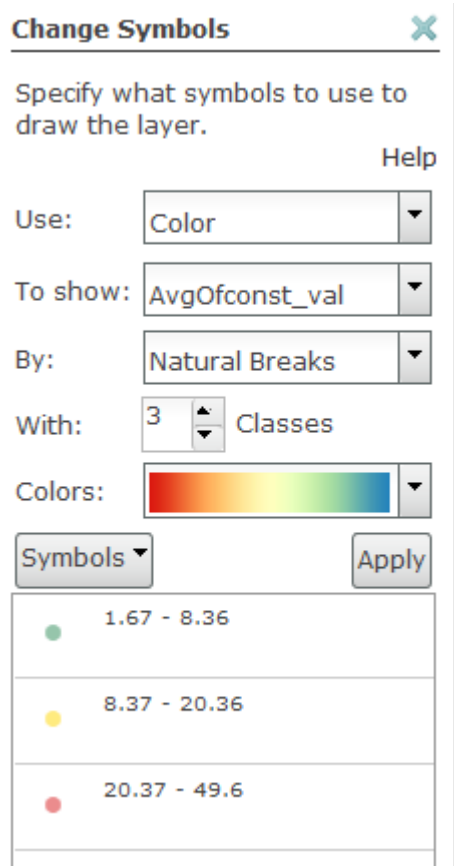 Change Symbols
Specify what symbols to use to
draw the layer.
Help
Use: Color
To show: AvgOfconst_val
By: Natural Breaks
With: 3 Classes
Colors:
Symbols Apply
1.67 - 8.36
8.37 - 20.36
20.37 - 49.6